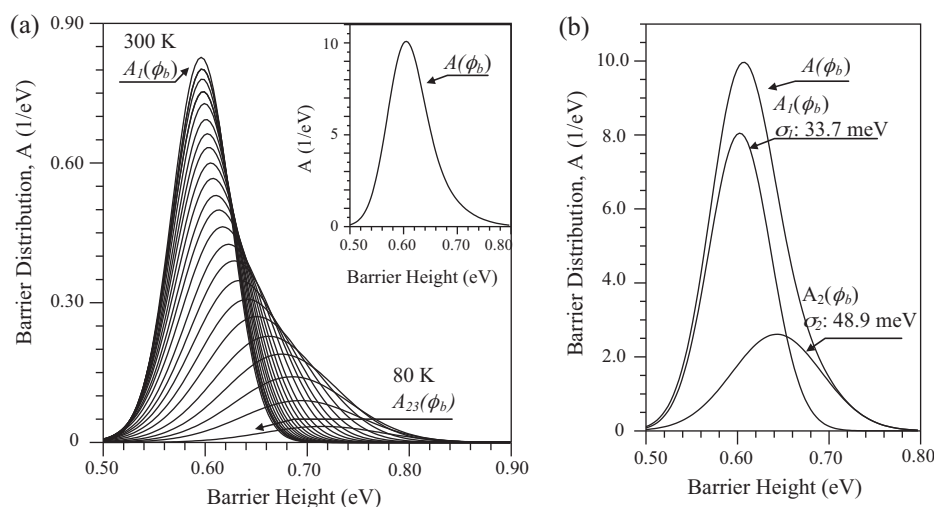 (a)
Barrier Distribution, A (1/eV)
0.90
0.60
0.30
0
0.50
0.60
0.70
0.80
0.90
Barrier Height (eV)
300 K
A1(ϕb)
80 K
A23(ϕb)
A (1/eV)
10
5
0
0.50
0.60
0.70
0.80
Barrier Height (eV)
A(ϕb)
(b)
Barrier Distribution, A (1/eV)
10.0
8.0
6.0
4.0
2.0
0
0.50
0.60
0.70
0.80
Barrier Height (eV)
A(ϕb)
A1(ϕb)
σ1: 33.7 meV
A2(ϕb)
σ2: 48.9 meV